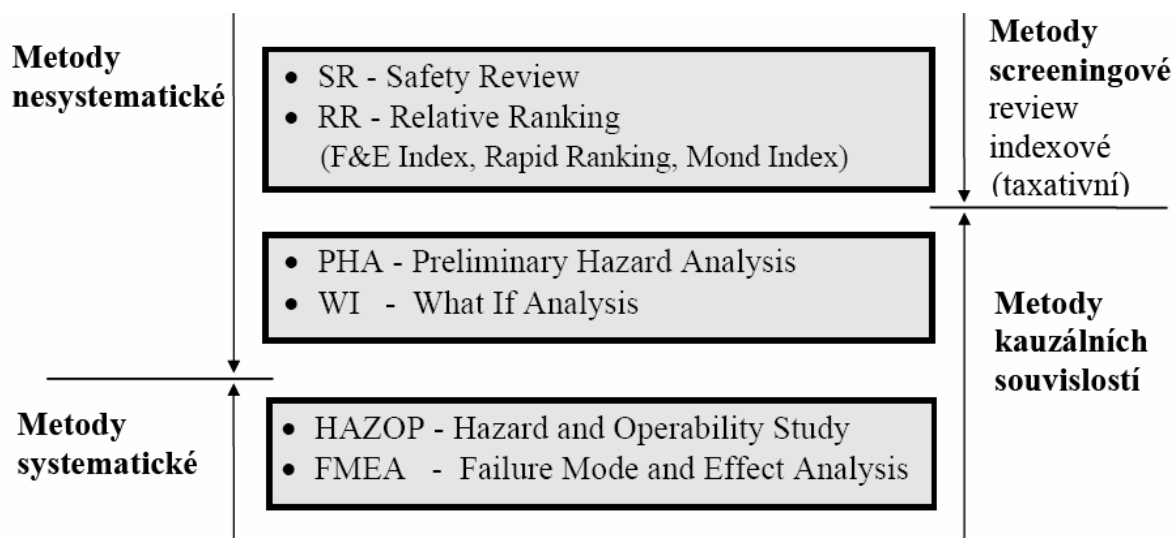 Metody
nesystematické
• SR - Safety Review
• RR - Relative Ranking
(F&E Index, Rapid Ranking, Mond Index)
Metody
screeningové
review
indexové
(taxativní)
• PHA - Preliminary Hazard Analysis
• WI - What If Analysis
Metody
kauzálních
souvislostí
Metody
systematické
• HAZOP - Hazard and Operability Study
• FMEA - Failure Mode and Effect Analysis